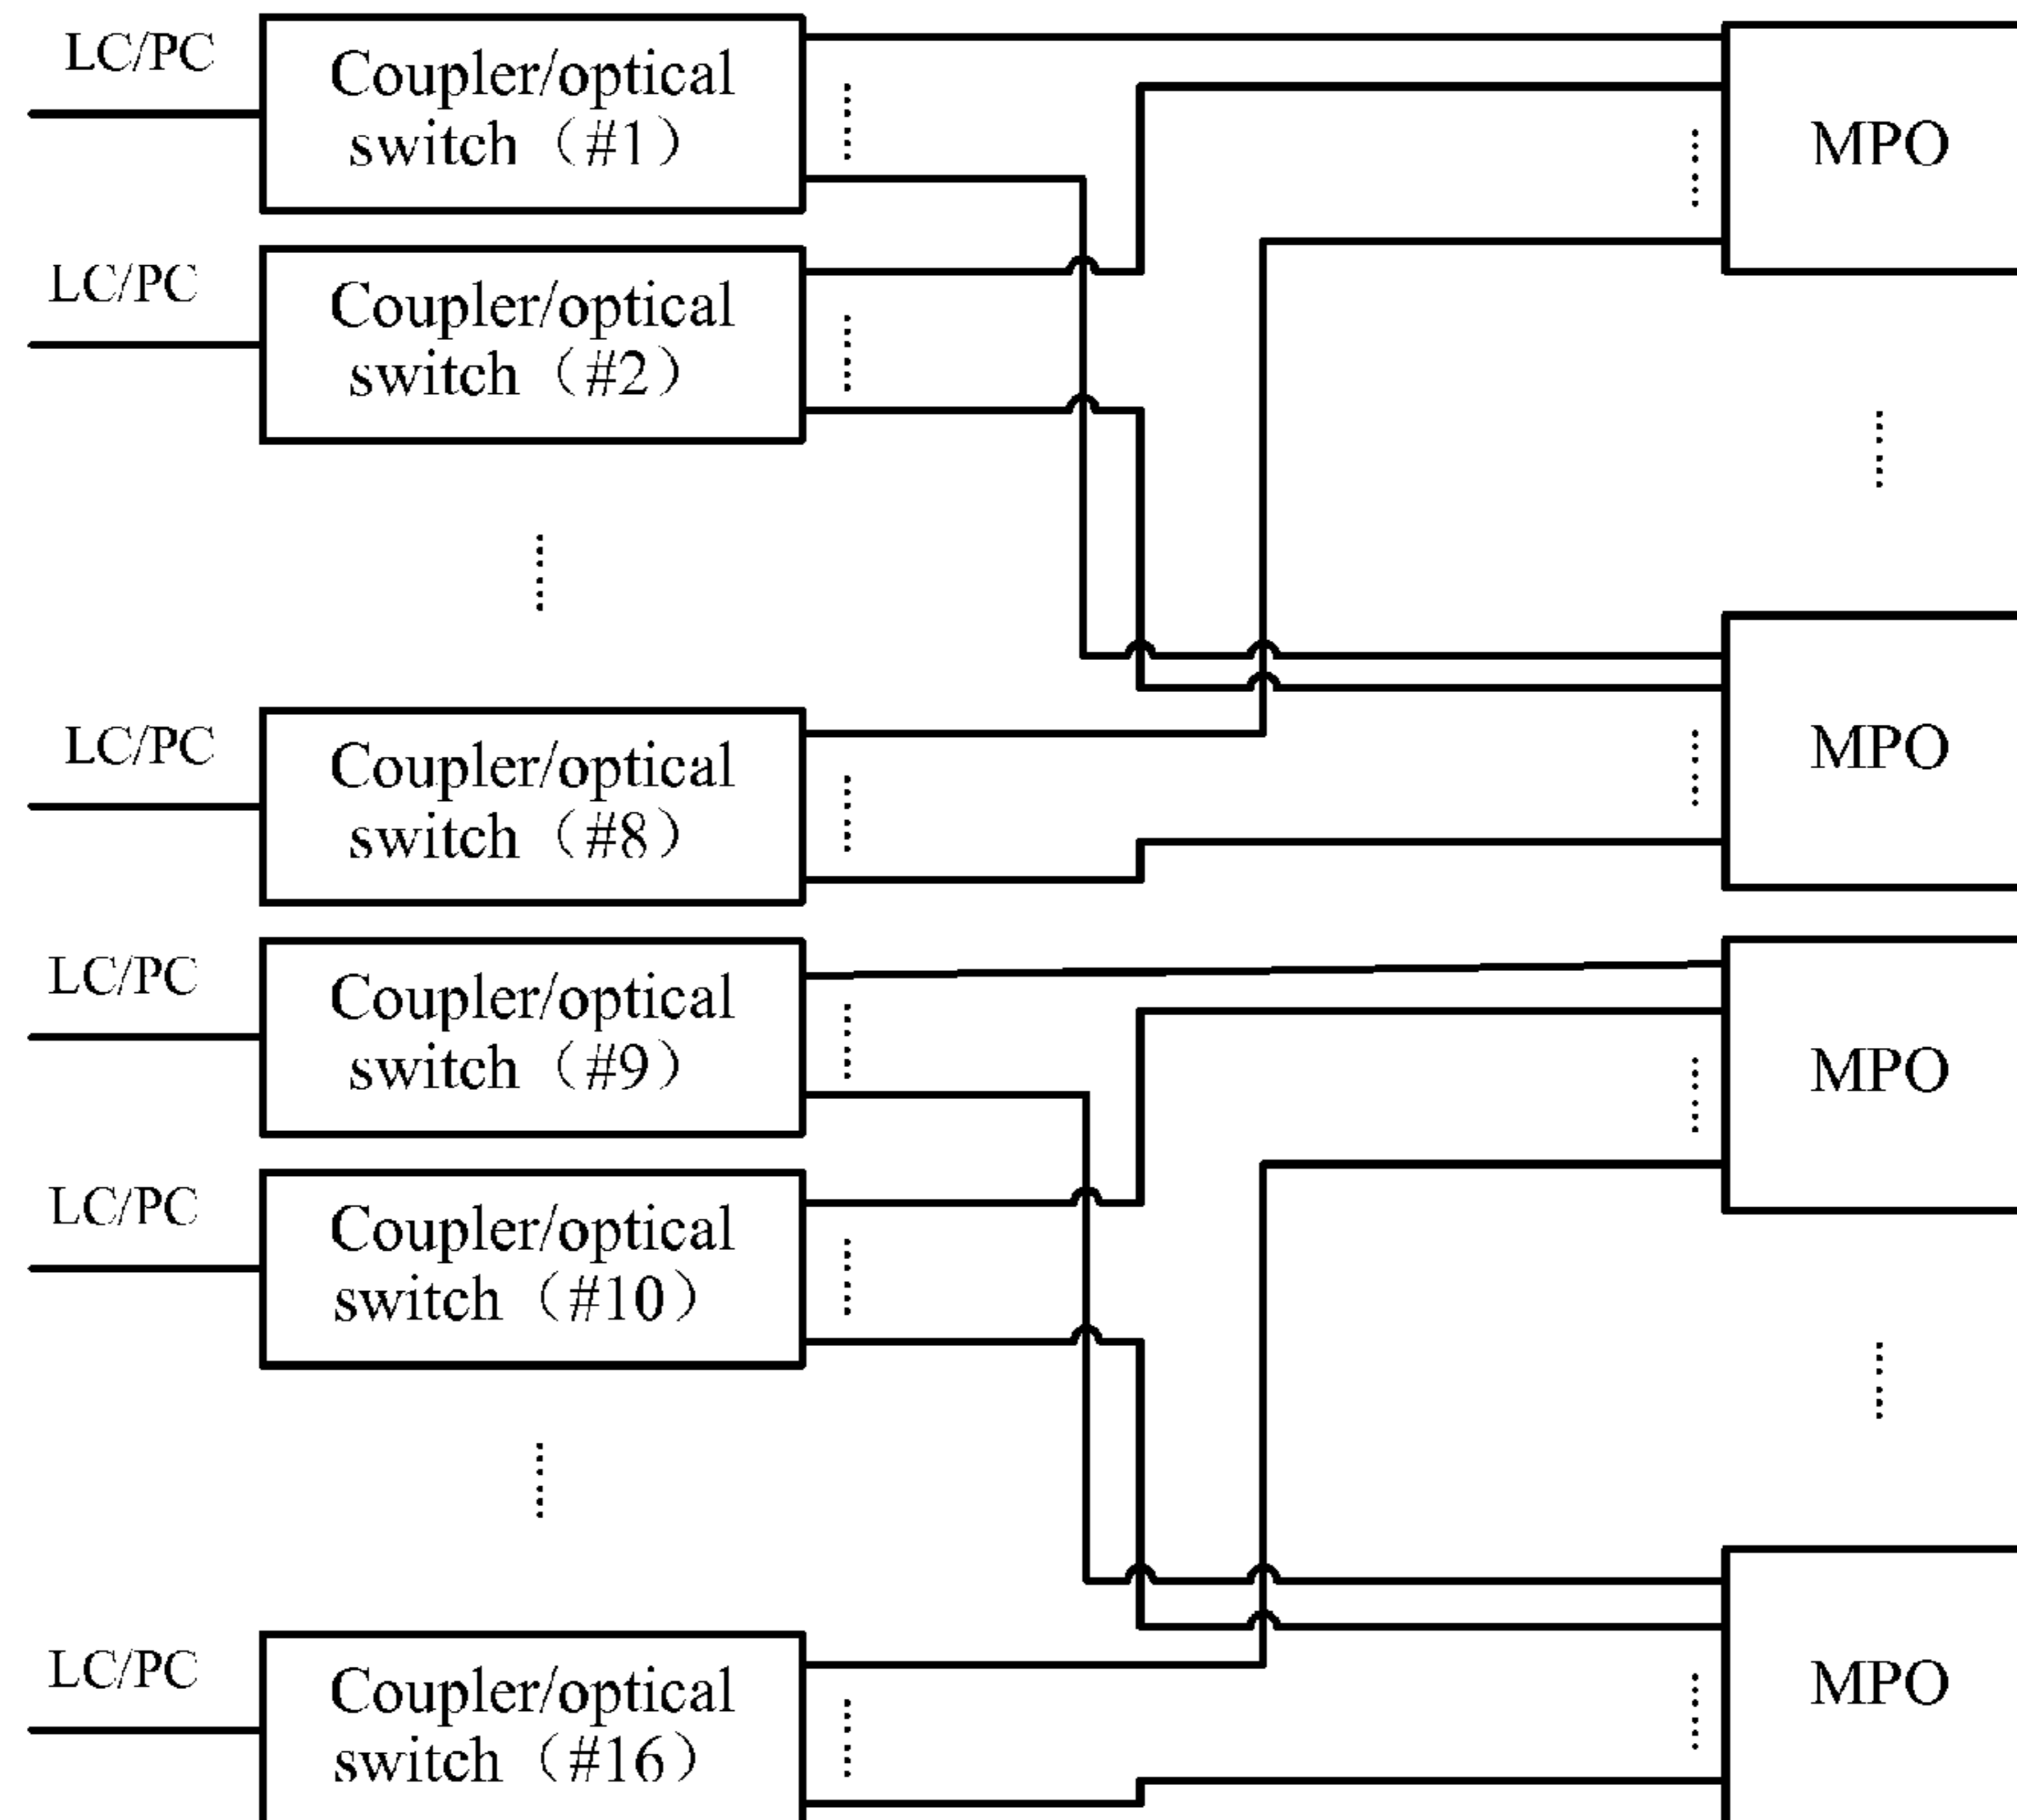 LC/PC
Coupler/optical
switch（#1）
MPO
LC/PC
Coupler/optical
switch（#2）
LC/PC
Coupler/optical
switch（#8）
MPO
LC/PC
Coupler/optical
switch（#9）
MPO
LC/PC
Coupler/optical
switch（#10）
LC/PC
Coupler/optical
switch（#16）
MPO